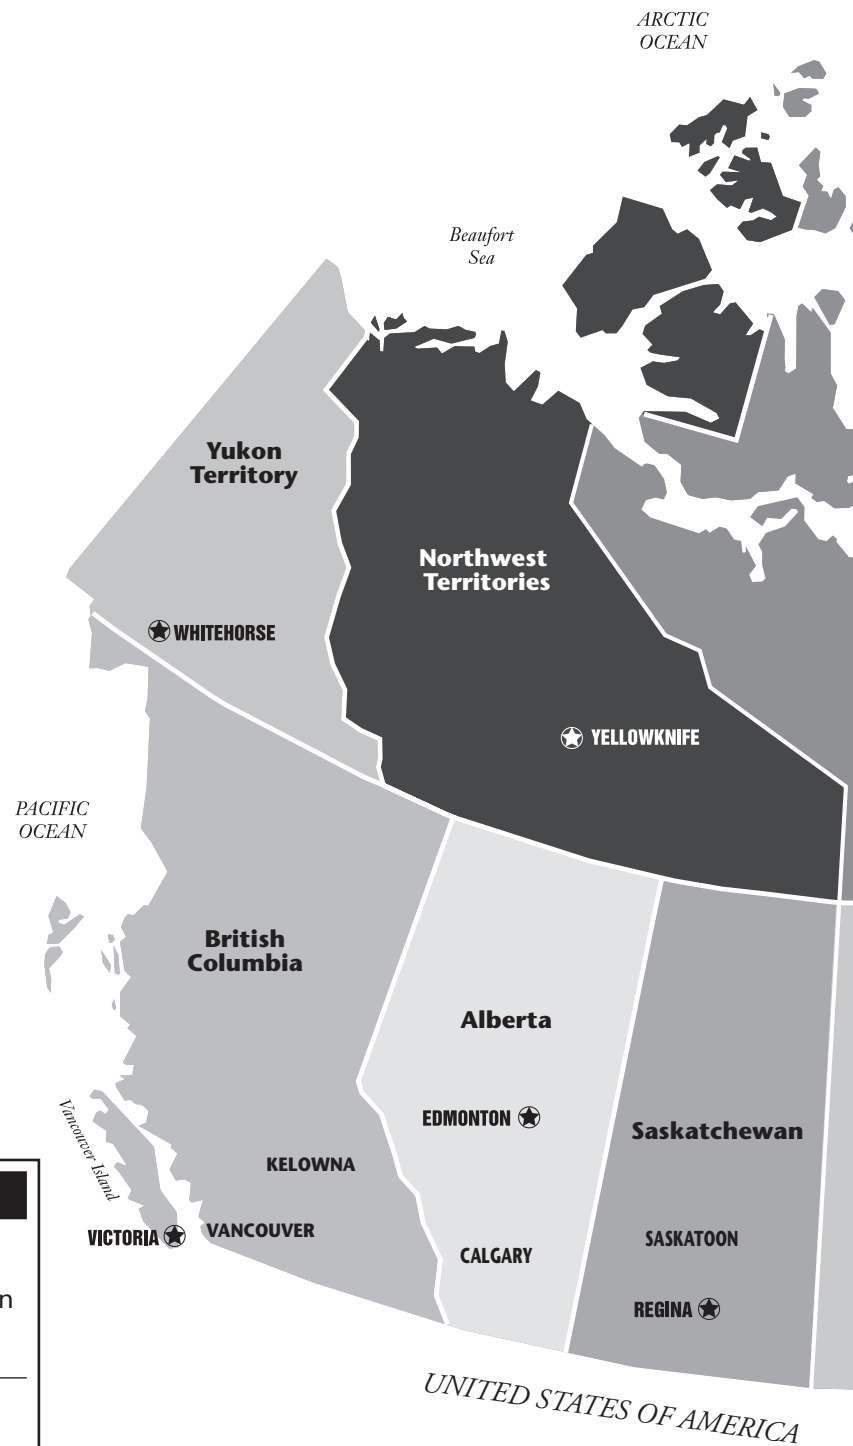 ARCTIC
OCEAN
Beaufort
Sea
Yukon
Territory
Northwest
Territories
WHITEHORSE
YELLOWKNIFE
PACIFIC
OCEAN
British
Columbia
Alberta
EDMONTON
Saskatchewan
Vancouver Island
KELOWNA
VICTORIA
VANCOUVER
CALGARY
SASKATOON
REGINA
n
UNITED STATES OF AMERICA